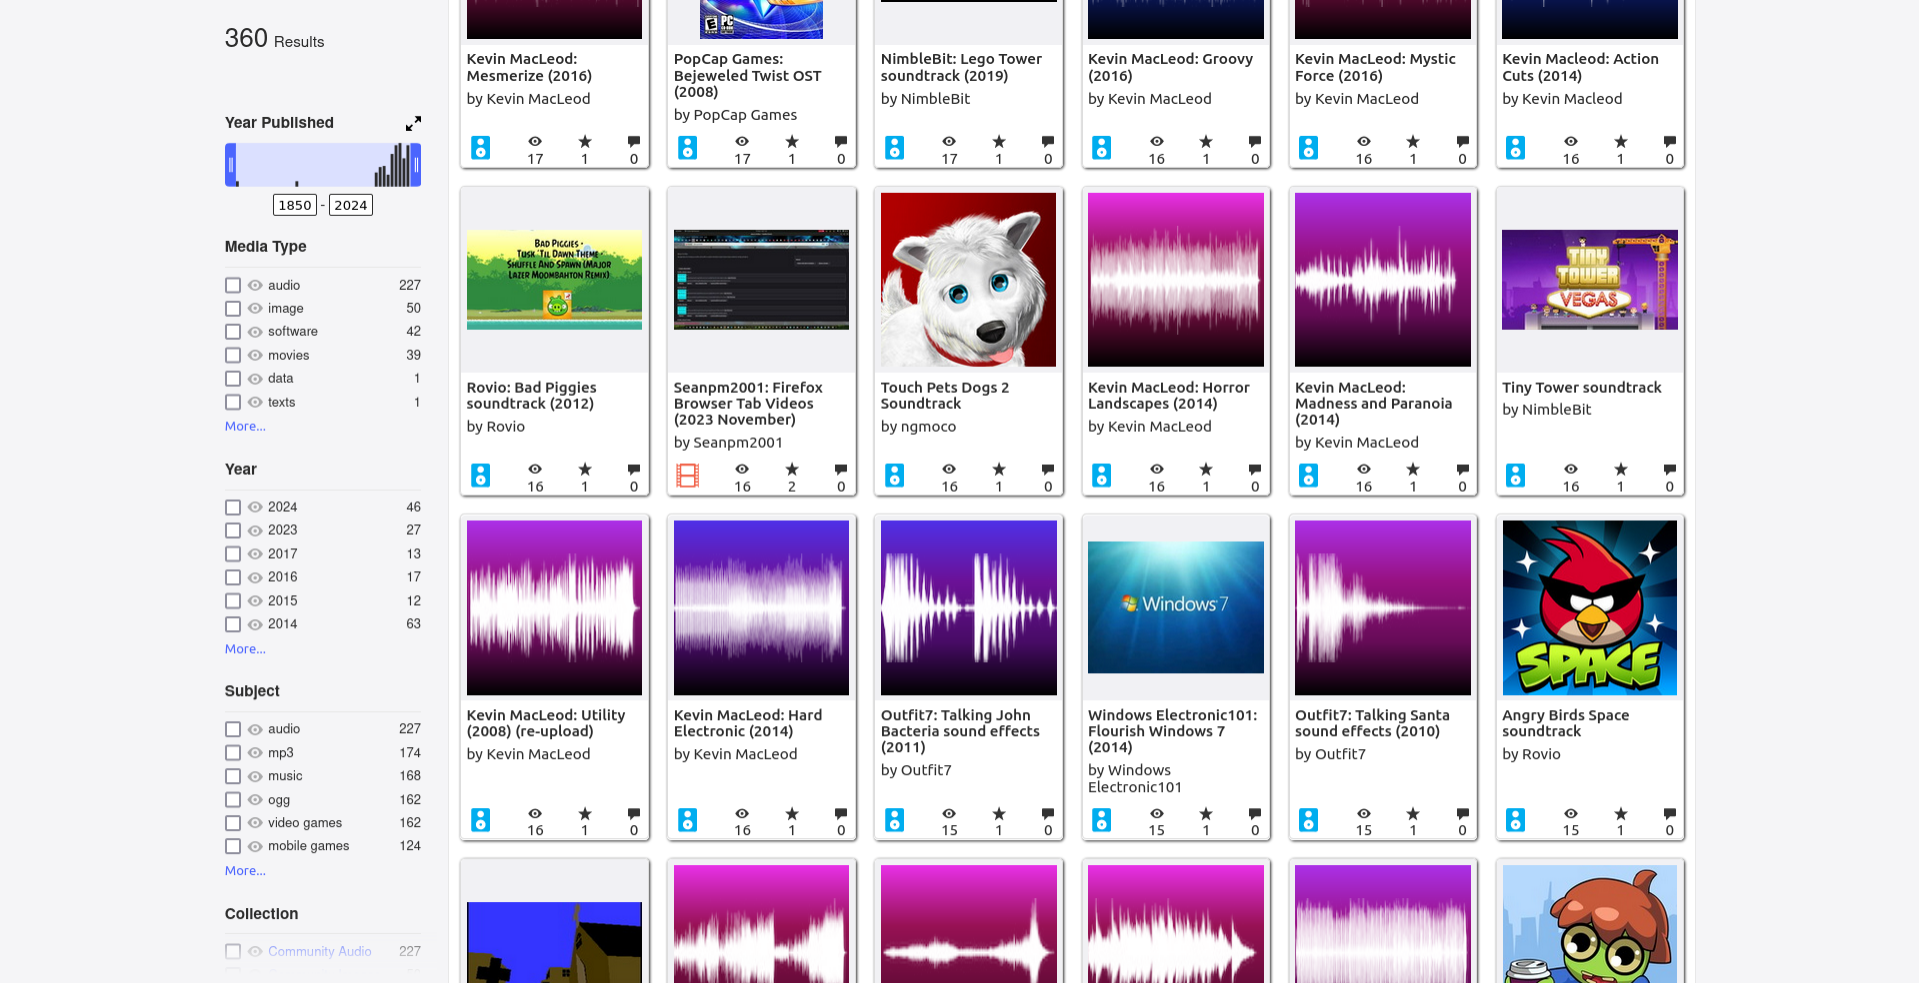 360 Results
Year Published
1850 - 2024
Media Type
audio 227
image 50
software 42
movies 39
data 1
texts 1
More...
Year
2024 46
2023 27
2017 13
2016 17
2015 12
2014 63
More...
Subject
audio 227
mp3 174
music 168
ogg 162
video games 162
mobile games 124
More...
Collection
Community Audio 227
Kevin MacLeod:
Mesmerize (2016)
by Kevin MacLeod
17 1 0
PC
PopCap Games:
Bejeweled Twist OST
(2008)
by PopCap Games
17 1 0
NimbleBit: Lego Tower
soundtrack (2019)
by NimbleBit
17 1 0
Kevin MacLeod: Groovy
(2016)
by Kevin MacLeod
16 1 0
Kevin MacLeod: Mystic
Force (2016)
by Kevin MacLeod
16 1 0
Kevin Macleod: Action
Cuts (2014)
by Kevin Macleod
16 1 0
Bad Piggies -
Tusk 'Til Dawn Theme -
Shuffle And Spawn (Major
Lazer Moombahton Remix)
Rovio: Bad Piggies
soundtrack (2012)
by Rovio
16 1 0
Seanpm2001: Firefox
Browser Tab Videos
(2023 November)
by Seanpm2001
16 2 0
Touch Pets Dogs 2
Soundtrack
by ngmoco
16 1 0
Kevin MacLeod: Horror
Landscapes (2014)
by Kevin MacLeod
16 1 0
Kevin MacLeod:
Madness and Paranoia
(2014)
by Kevin MacLeod
16 1 0
TINY
TOWER
VEGAS
Tiny Tower soundtrack
by NimbleBit
16 1 0
Kevin MacLeod: Utility
(2008) (re-upload)
by Kevin MacLeod
16 1 0
Kevin MacLeod: Hard
Electronic (2014)
by Kevin MacLeod
16 1 0
Outfit7: Talking John
Bacteria sound effects
(2011)
by Outfit7
15 1 0
Windows 7
Windows Electronic101:
Flourish Windows 7
(2014)
by Windows
Electronic101
15 1 0
Outfit7: Talking Santa
sound effects (2010)
by Outfit7
15 1 0
SPACE
Angry Birds Space
soundtrack
by Rovio
15 1 0